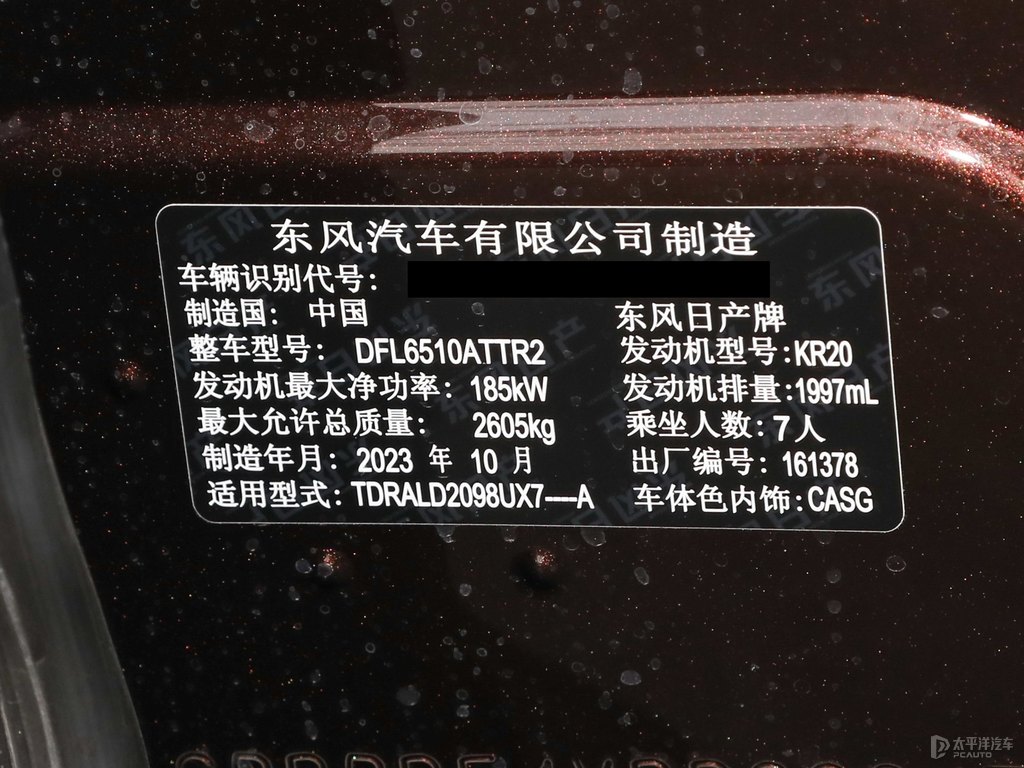 东风汽车有限公司制造
车辆识别代号：
制造国： 中国 东风日产牌
整车型号： DFL6510ATTR2 发动机型号:KR20
发动机最大净功率: 185kW 发动机排量:1997mL
最大允许总质量: 2605kg 乘坐人数: 7人
制造年月: 2023 年 10 月 出厂编号: 161378
适用型式: TDRALD2098UX7----A 车体色内饰:CASG
太平洋汽车
PCAUTO